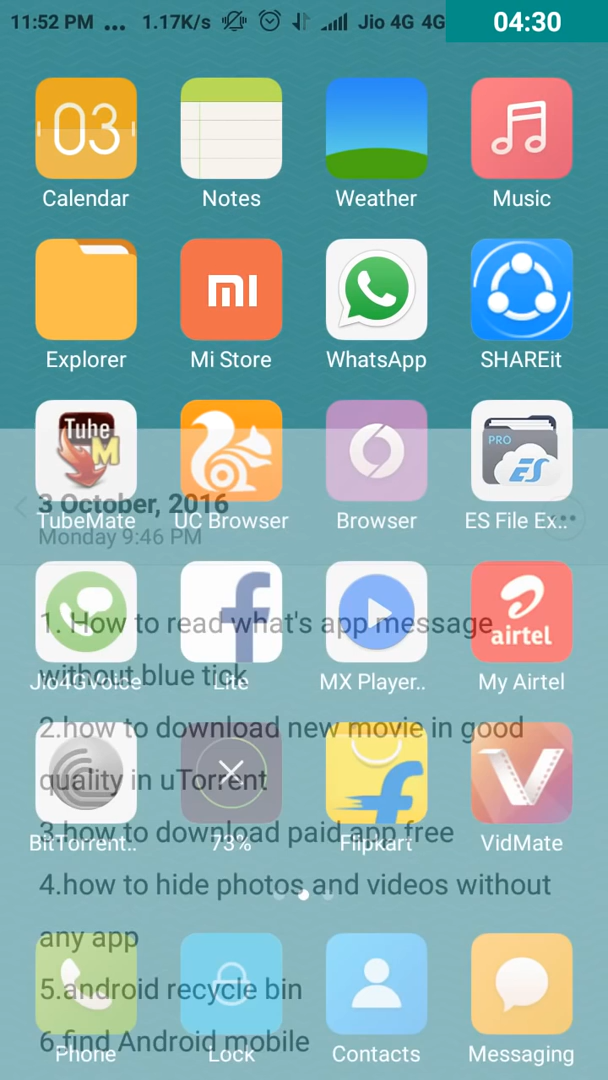 11:52 PM ... 1.17K/s Jio 4G 4G 04:30
03
Calendar Notes Weather Music
mi
Explorer Mi Store WhatsApp SHAREit
Tube M PRO ES
3 October, 2016
TubeMate UC Browser Browser ES File Ex..
Monday 9:46 PM
f airtel
1. How to read what's app message
without blue tick
Jio4GVoice Lite MX Player.. My Airtel
2.how to download new movie in good
quality in uTorrent
3.how to download paid app free
BitTorrent.. 73% Flipkart VidMate
4.how to hide photos and videos without
any app
5.android recycle bin
6.find Android mobile
Phone Lock Contacts Messaging